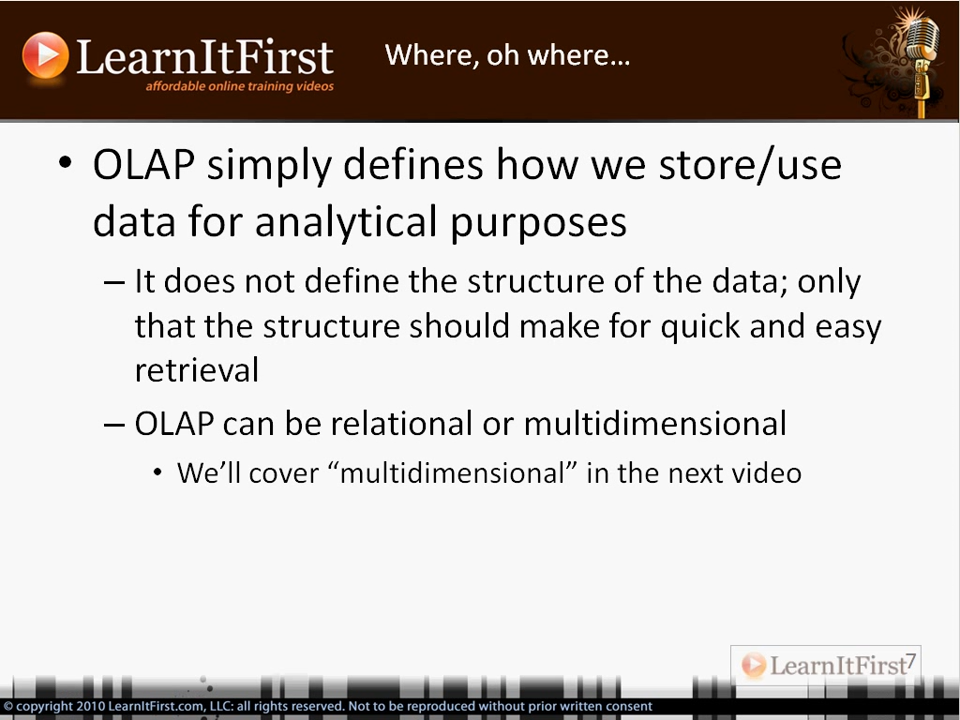 LearnItFirst
affordable online training videos
Where, oh where…
• OLAP simply defines how we store/use
data for analytical purposes
– It does not define the structure of the data; only
that the structure should make for quick and easy
retrieval
– OLAP can be relational or multidimensional
• We’ll cover “multidimensional” in the next video
LearnItFirst
7
© copyright 2010 LearnItFirst.com, LLC: all rights reserved. Not to be reproduced without prior written consent